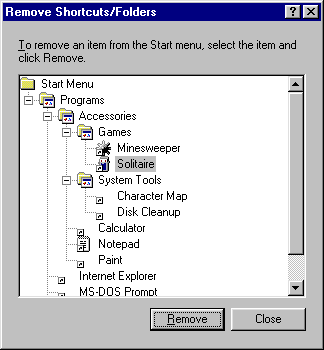 Remove Shortcuts/Folders
To remove an item from the Start menu, select the item and
click Remove.
Start Menu
Programs
Accessories
Games
Minesweeper
Solitaire
System Tools
Character Map
Disk Cleanup
Calculator
Notepad
Paint
Internet Explorer
MS-DOS Prompt
Remove
Close